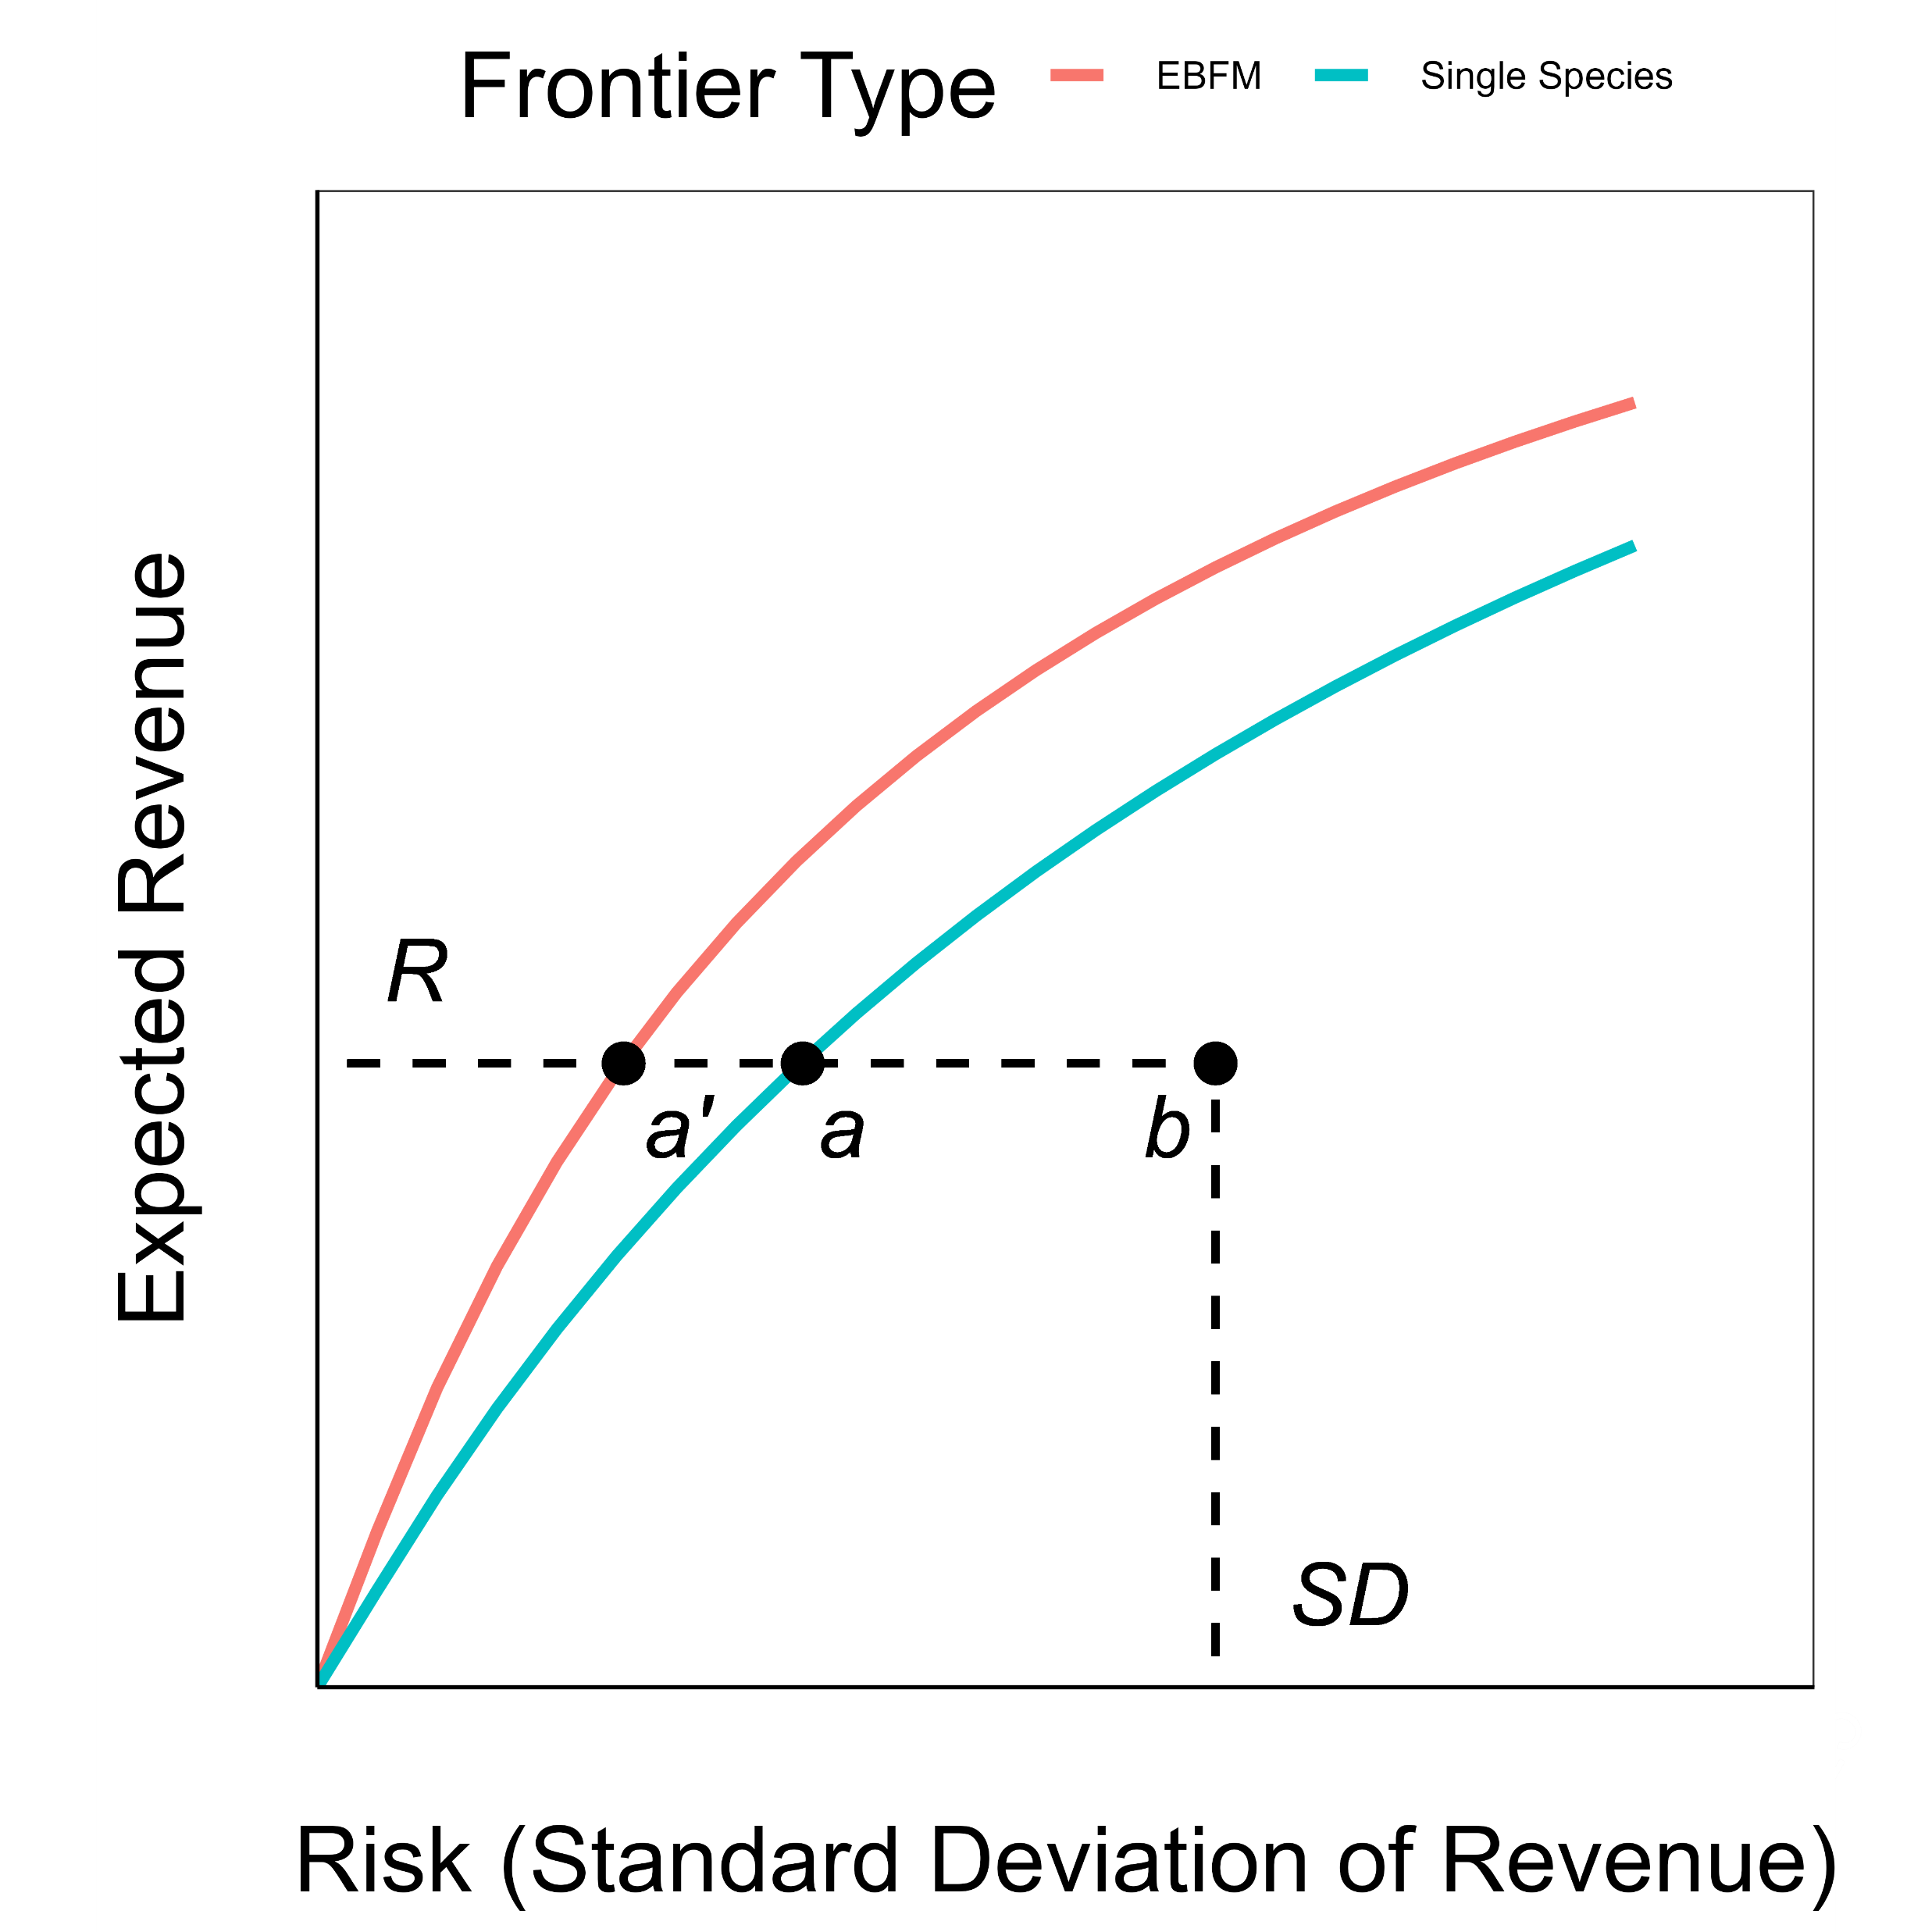 Frontier Type EBFM Single Species
Expected Revenue
R
a' a b
SD
Risk (Standard Deviation of Revenue)